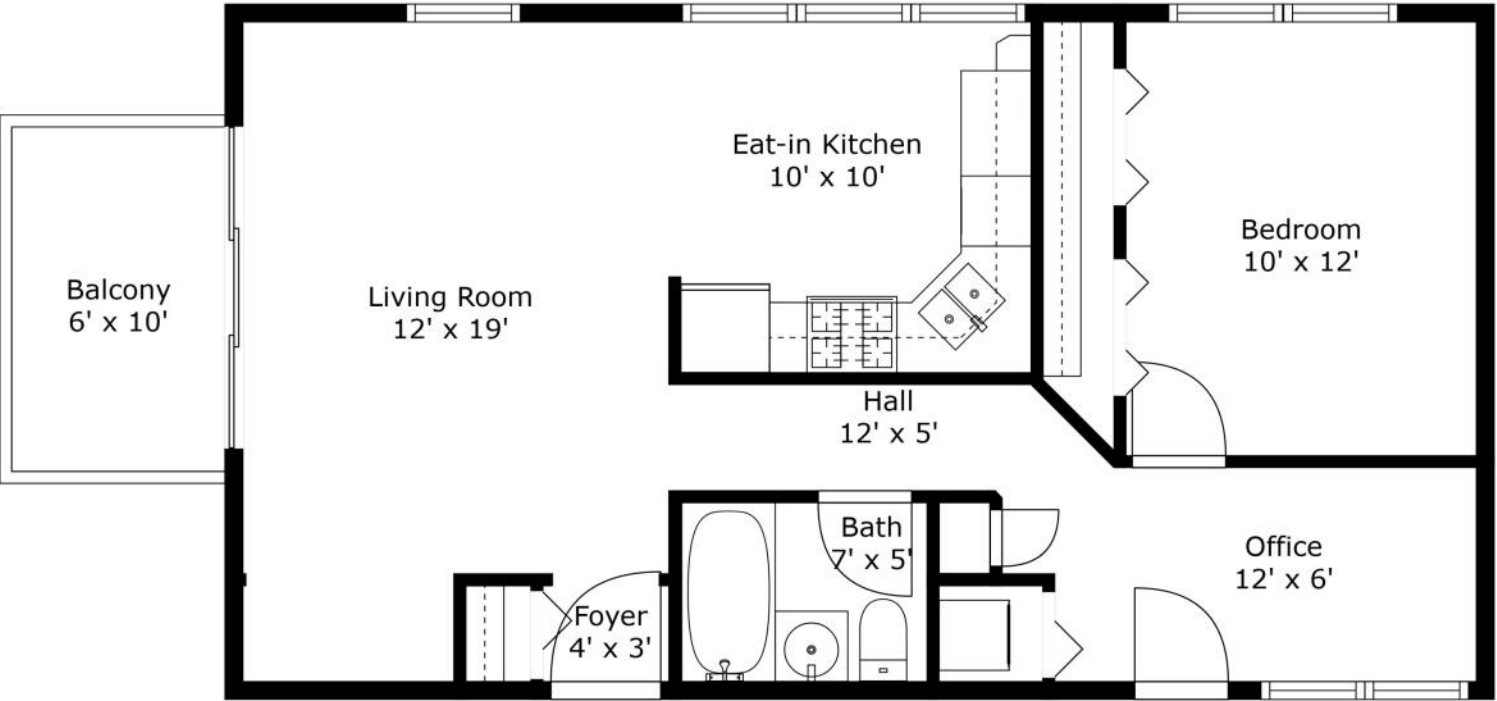 Eat-in Kitchen
10' x 10'
Bedroom
10' x 12'
Balcony
6' x 10'
Living Room
12' x 19'
Hall
12' x 5'
Bath
7' x 5'
Office
12' x 6'
Foyer
4' x 3'